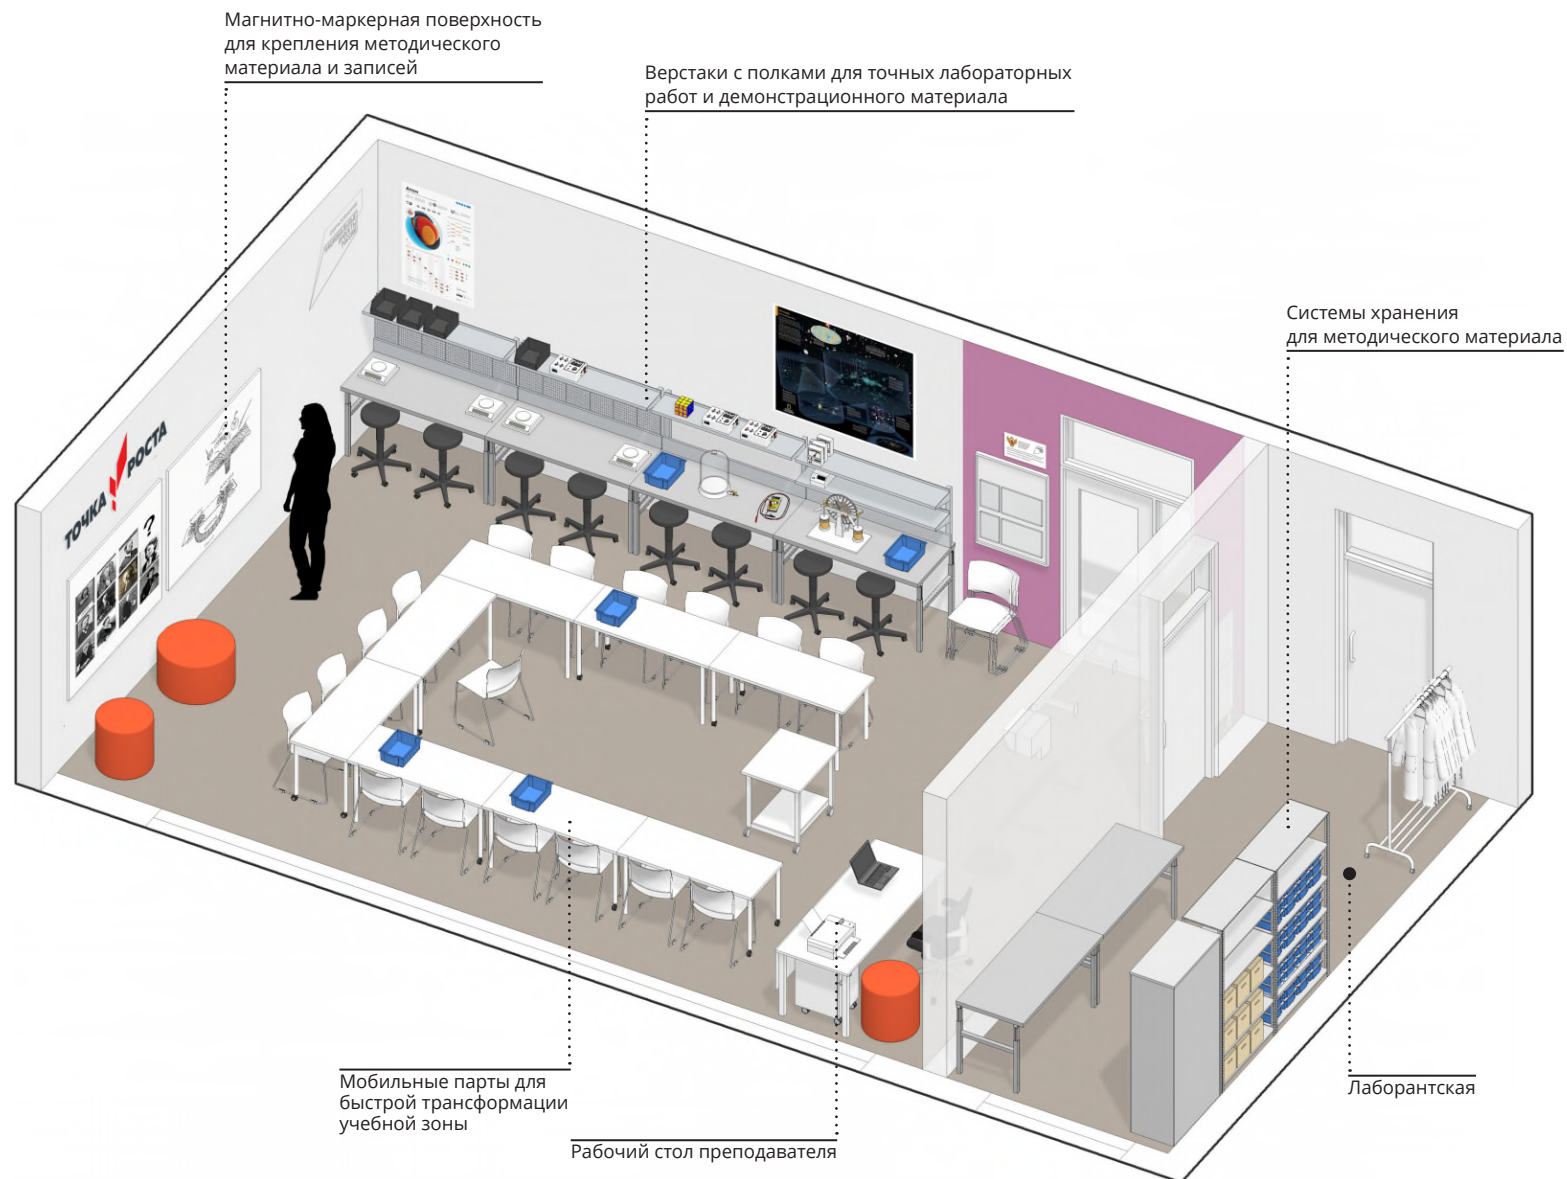 Магнитно-маркерная поверхность
для крепления методического
материала и записей
Верстаки с полками для точных лабораторных
работ и демонстрационного материала
Системы хранения
для методического материала
ТОЧКА РОСТА
?
Мобильные парты для
быстрой трансформации
учебной зоны
Рабочий стол преподавателя
Лаборантская